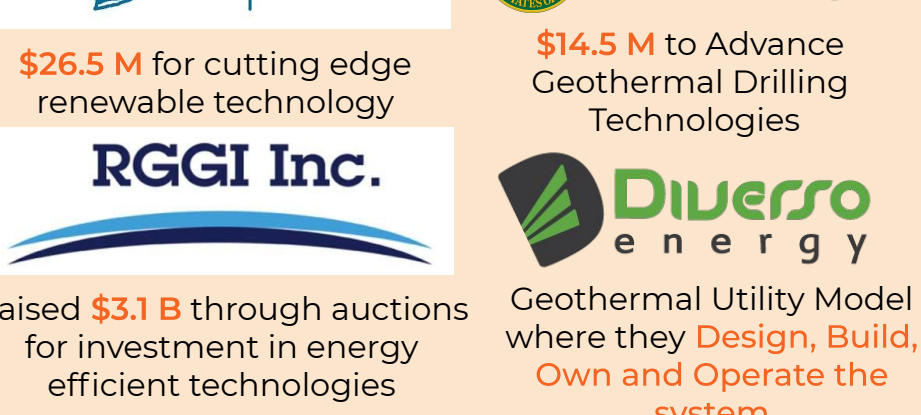 $26.5 M for cutting edge
renewable technology
RGGI Inc.
aised $3.1 B through auctions
for investment in energy
efficient technologies
$14.5 M to Advance
Geothermal Drilling
Technologies
Diverso
energy
Geothermal Utility Model
where they Design, Build,
Own and Operate the
system